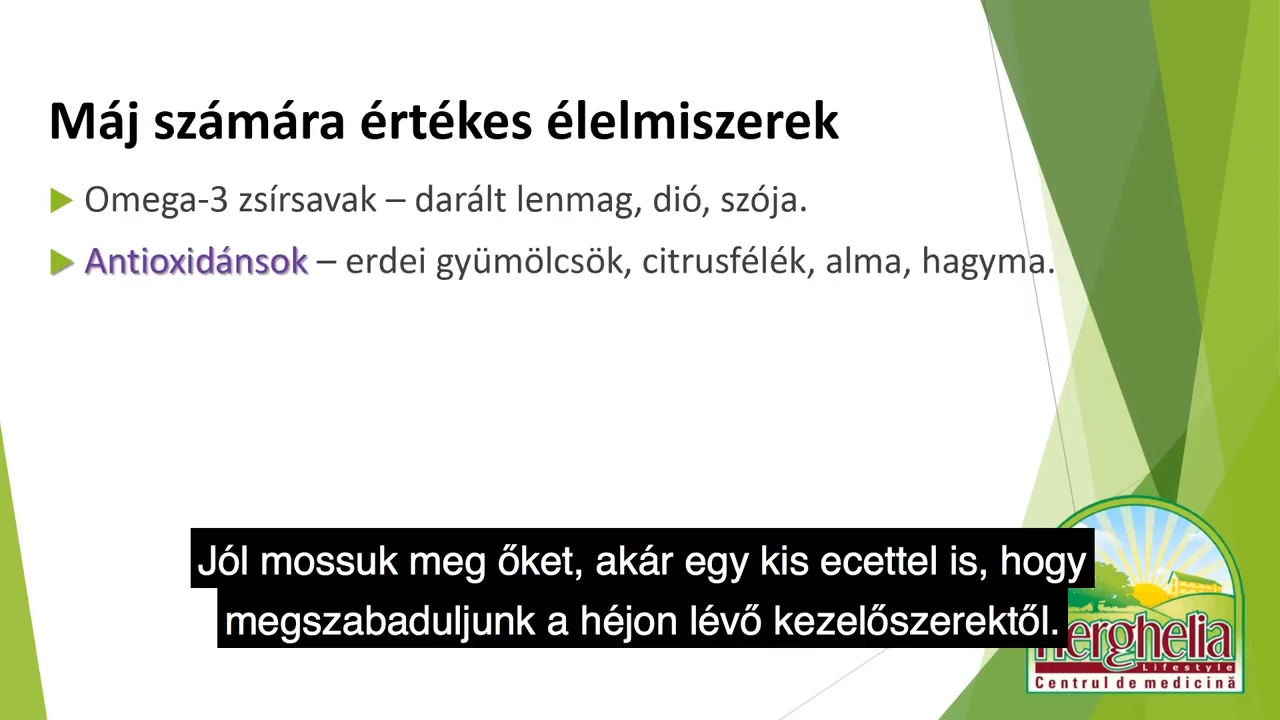 Máj számára értékes élelmiszerek
Omega-3 zsírsavak – darált lenmag, dió, szója.
Antioxidánsok – erdei gyümölcsök, citrusfélék, alma, hagyma.
Jól mossuk meg őket, akár egy kis ecettel is, hogy
megszabaduljunk a héjon lévő kezelőszerektől.
Herghelia
Lifestyle
Centrul de medicină